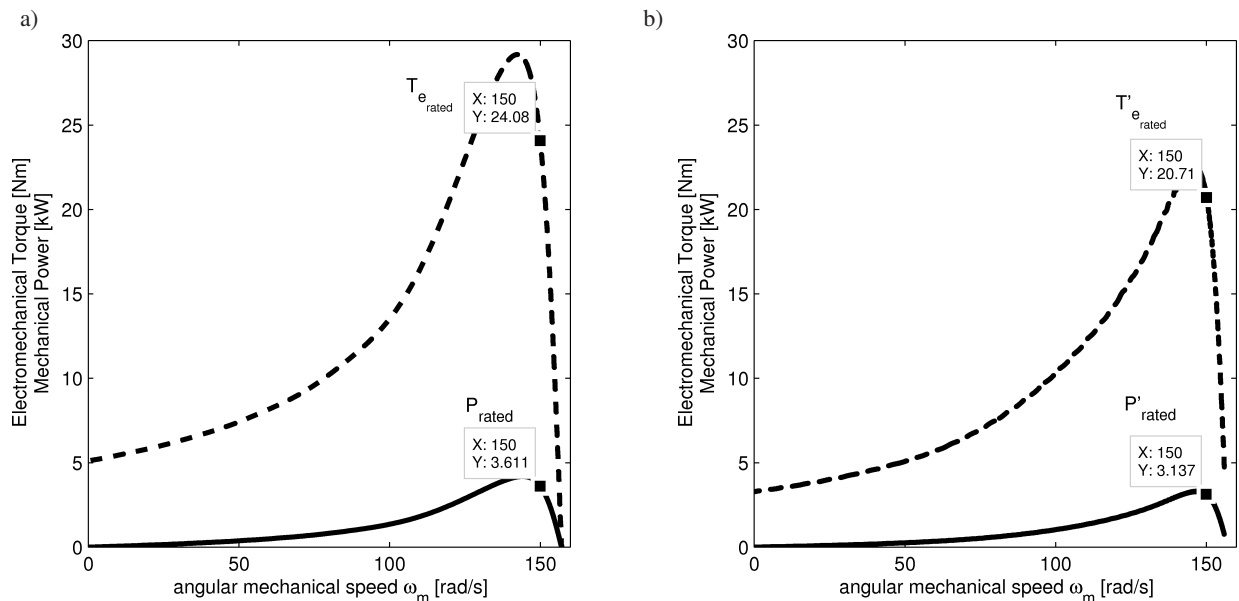 a)
Electromechanical Torque [Nm]
Mechanical Power [kW]
30
25
20
15
10
5
0
T_e_rated
X: 150
Y: 24.08
P_rated
X: 150
Y: 3.611
0 50 100 150
angular mechanical speed ω_m [rad/s]
b)
Electromechanical Torque [Nm]
Mechanical Power [kW]
30
25
20
15
10
5
0
T'_e_rated
X: 150
Y: 20.71
P'_rated
X: 150
Y: 3.137
0 50 100 150
angular mechanical speed ω_m [rad/s]